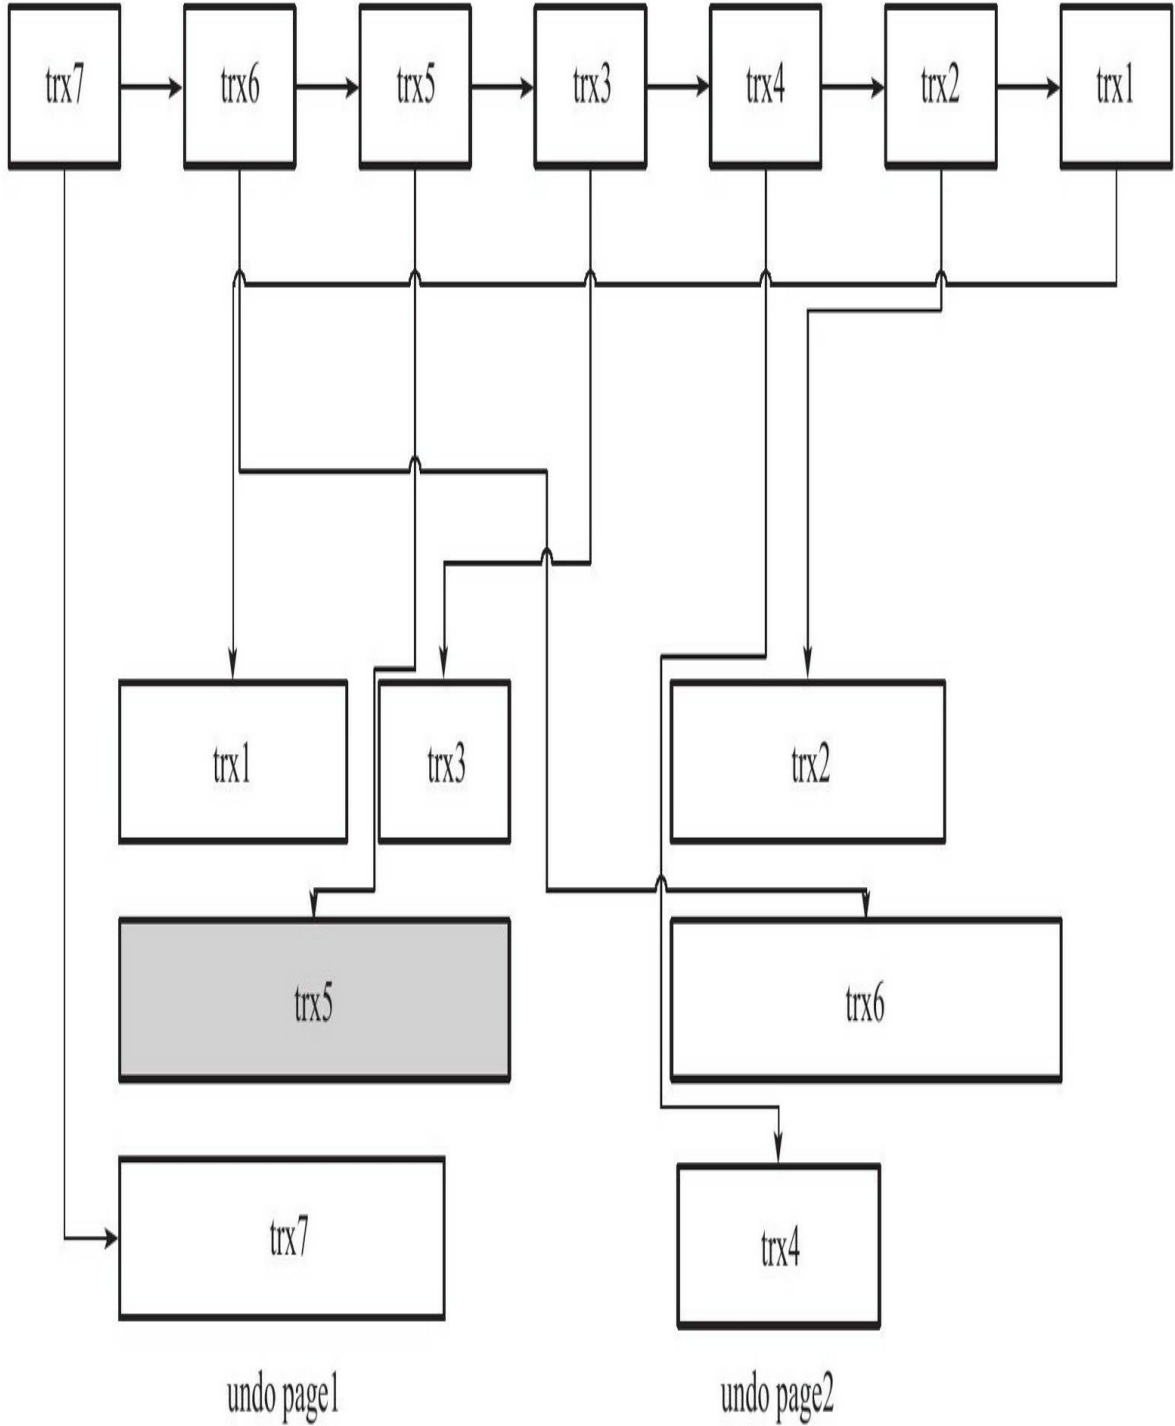 trx7 trx6 trx5 trx3 trx4 trx2 trx1
trx1 trx3 trx2
trx5 trx6
trx7 trx4
undo page1 undo page2